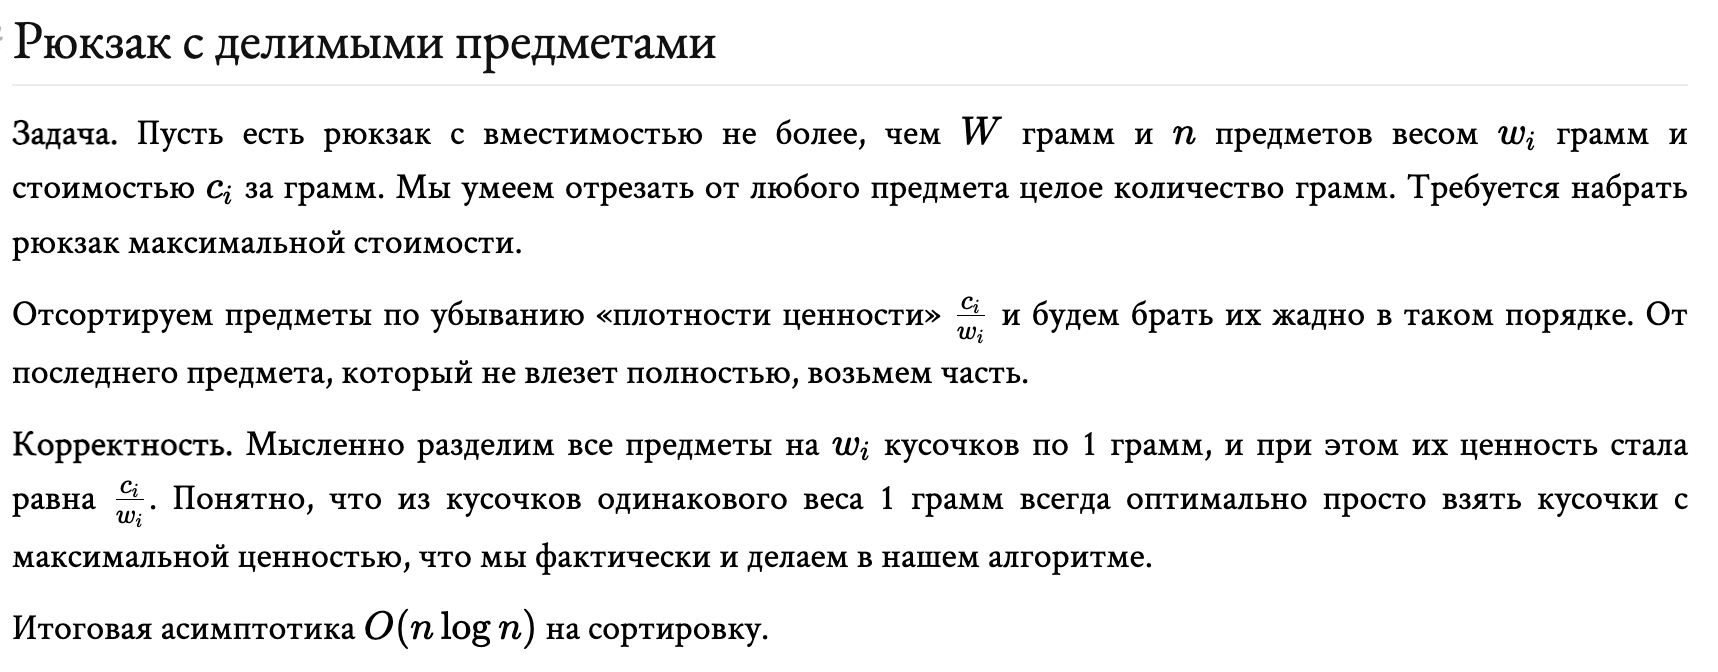 Рюкзак с делимыми предметами
Задача. Пусть есть рюкзак с вместимостью не более, чем W грамм и n предметов весом w_i грамм и
стоимостью c_i за грамм. Мы умеем отрезать от любого предмета целое количество грамм. Требуется набрать
рюкзак максимальной стоимости.
Отсортируем предметы по убыванию «плотности ценности» c_i/w_i и будем брать их жадно в таком порядке. От
последнего предмета, который не влезет полностью, возьмем часть.
Корректность. Мысленно разделим все предметы на w_i кусочков по 1 грамм, и при этом их ценность стала
равна c_i/w_i. Понятно, что из кусочков одинакового веса 1 грамм всегда оптимально просто взять кусочки с
максимальной ценностью, что мы фактически и делаем в нашем алгоритме.
Итоговая асимптотика O(n log n) на сортировку.